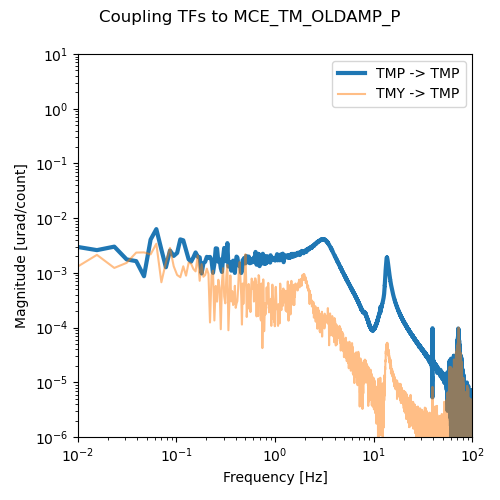 Coupling TFs to MCE_TM_OLDAMP_P
TMP -> TMP
TMY -> TMP
Magnitude [urad/count]
10¹
10⁰
10⁻¹
10⁻²
10⁻³
10⁻⁴
10⁻⁵
10⁻⁶
10⁻² 10⁻¹ 10⁰ 10¹ 10²
Frequency [Hz]